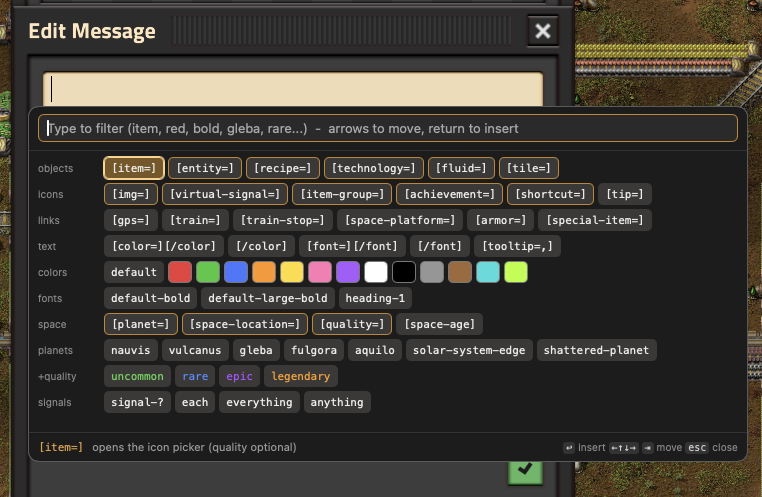 Edit Message
Type to filter (item, red, bold, gleba, rare...) - arrows to move, return to insert
objects [item=] [entity=] [recipe=] [technology=] [fluid=] [tile=]
icons [img=] [virtual-signal=] [item-group=] [achievement=] [shortcut=] [tip=]
links [gps=] [train=] [train-stop=] [space-platform=] [armor=] [special-item=]
text [color=][/color] [/color] [font=][/font] [/font] [tooltip=,]
colors default
fonts default-bold default-large-bold heading-1
space [planet=] [space-location=] [quality=] [space-age]
planets nauvis vulcanus gleba fulgora aquilo solar-system-edge shattered-planet
+quality uncommon rare epic legendary
signals signal-? each everything anything
[item=] opens the icon picker (quality optional) ↵ insert ←↑↓→ ⇥ move esc close